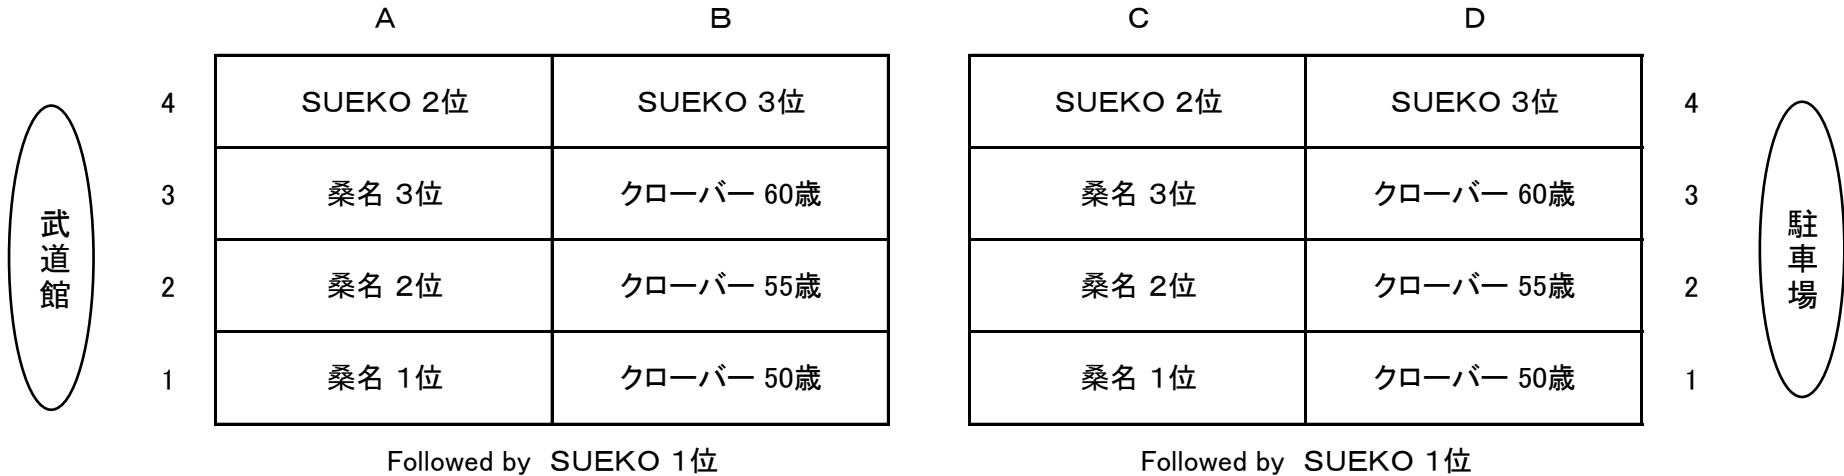 A B C D
4 SUEKO 2位 SUEKO 3位 SUEKO 2位 SUEKO 3位 4
3 桑名 3位 クローバー 60歳 桑名 3位 クローバー 60歳 3
武道館
駐車場
2 桑名 2位 クローバー 55歳 桑名 2位 クローバー 55歳 2
1 桑名 1位 クローバー 50歳 桑名 1位 クローバー 50歳 1
Followed by SUEKO 1位 Followed by SUEKO 1位